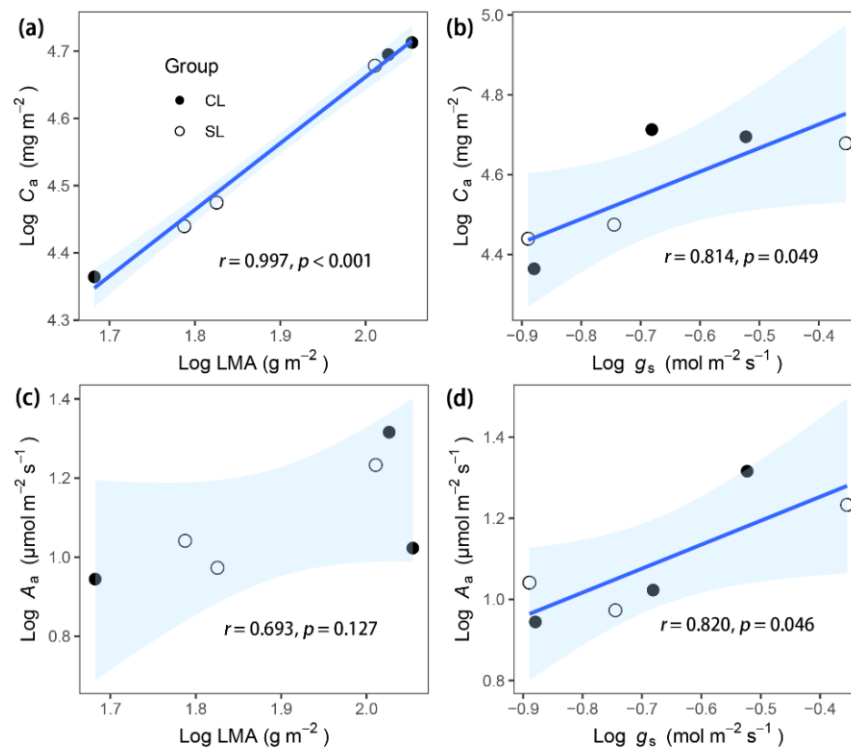 (a)
Group
CL
SL
r = 0.997, p < 0.001
4.7
4.6
4.5
4.4
4.3
Log Cₐ (mg m⁻²)
1.7 1.8 1.9 2.0
Log LMA (g m⁻²)
(b)
r = 0.814, p = 0.049
5.0
4.8
4.6
4.4
Log Cₐ (mg m⁻²)
−0.9 −0.8 −0.7 −0.6 −0.5 −0.4
Log gₛ (mol m⁻² s⁻¹)
(c)
r = 0.693, p = 0.127
1.4
1.2
1.0
0.8
Log Aₐ (μmol m⁻² s⁻¹)
1.7 1.8 1.9 2.0
Log LMA (g m⁻²)
(d)
r = 0.820, p = 0.046
1.4
1.2
1.0
0.8
Log Aₐ (μmol m⁻² s⁻¹)
−0.9 −0.8 −0.7 −0.6 −0.5 −0.4
Log gₛ (mol m⁻² s⁻¹)